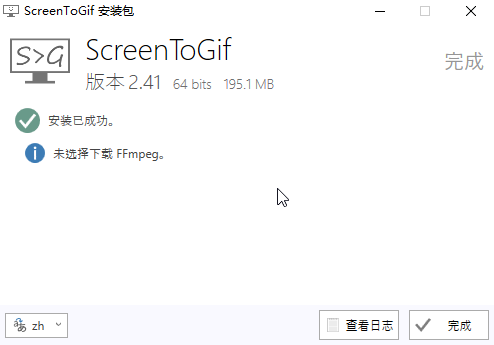 ScreenToGif 安装包
S>G
ScreenToGif
完成
版本 2.41 64 bits 195.1 MB
安装已成功。
未选择下载 FFmpeg。
zh
查看日志
完成